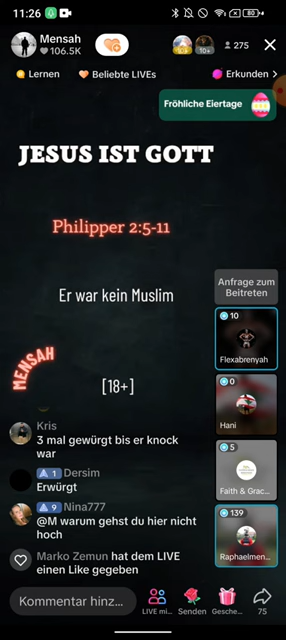 11:26
80
Mensah
106.5K
10+
275
Lernen
Beliebte LIVEs
Erkunden >
Fröhliche Eiertage
JESUS IST GOTT
Philipper 2:5-11
Er war kein Muslim
MENSAH
[18+]
Anfrage zum
Beitreten
10
Flexabrenyah
0
Hani
5
Faith & Grac...
139
Raphaelmen...
Kris
3 mal gewürgt bis er knock
war
1 Dersim
Erwürgt
9 Nina777
@M warum gehst du hier nicht
hoch
Marko Zemun hat dem LIVE
einen Like gegeben
Kommentar hinz...
LIVE mi...
Senden
Gesche...
75